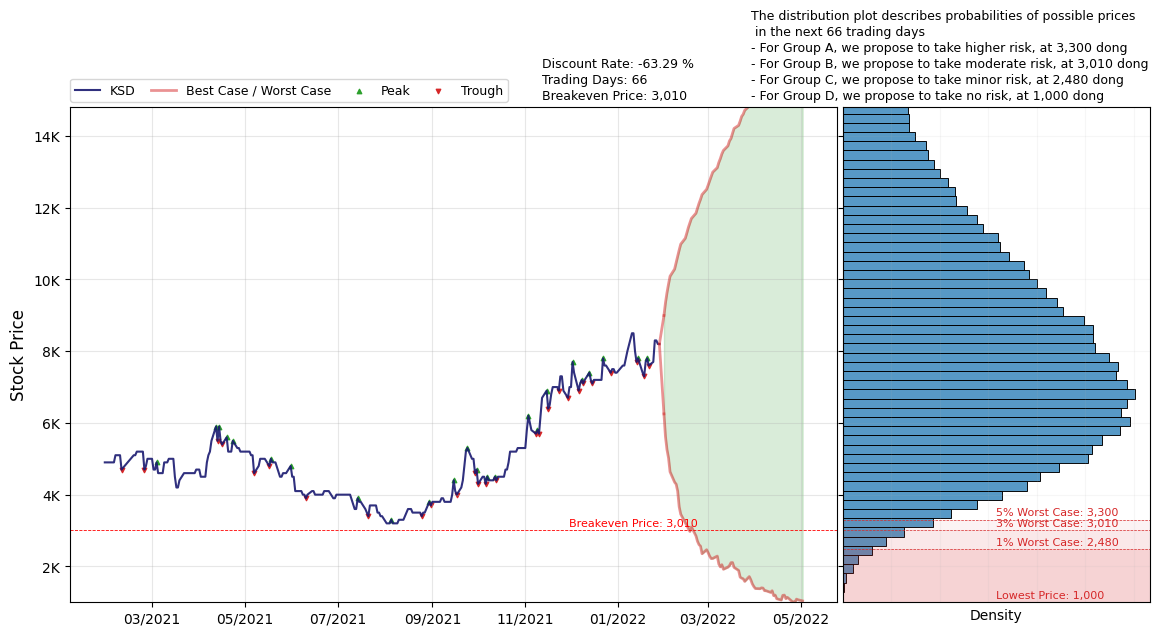 The distribution plot describes probabilities of possible prices
in the next 66 trading days
- For Group A, we propose to take higher risk, at 3,300 dong
- For Group B, we propose to take moderate risk, at 3,010 dong
- For Group C, we propose to take minor risk, at 2,480 dong
- For Group D, we propose to take no risk, at 1,000 dong
Discount Rate: -63.29 %
Trading Days: 66
Breakeven Price: 3,010
KSD Best Case / Worst Case Peak Trough
Stock Price
14K
12K
10K
8K
6K
4K
2K
Breakeven Price: 3,010
5% Worst Case: 3,300
3% Worst Case: 3,010
1% Worst Case: 2,480
Lowest Price: 1,000
03/2021 05/2021 07/2021 09/2021 11/2021 01/2022 03/2022 05/2022
Density